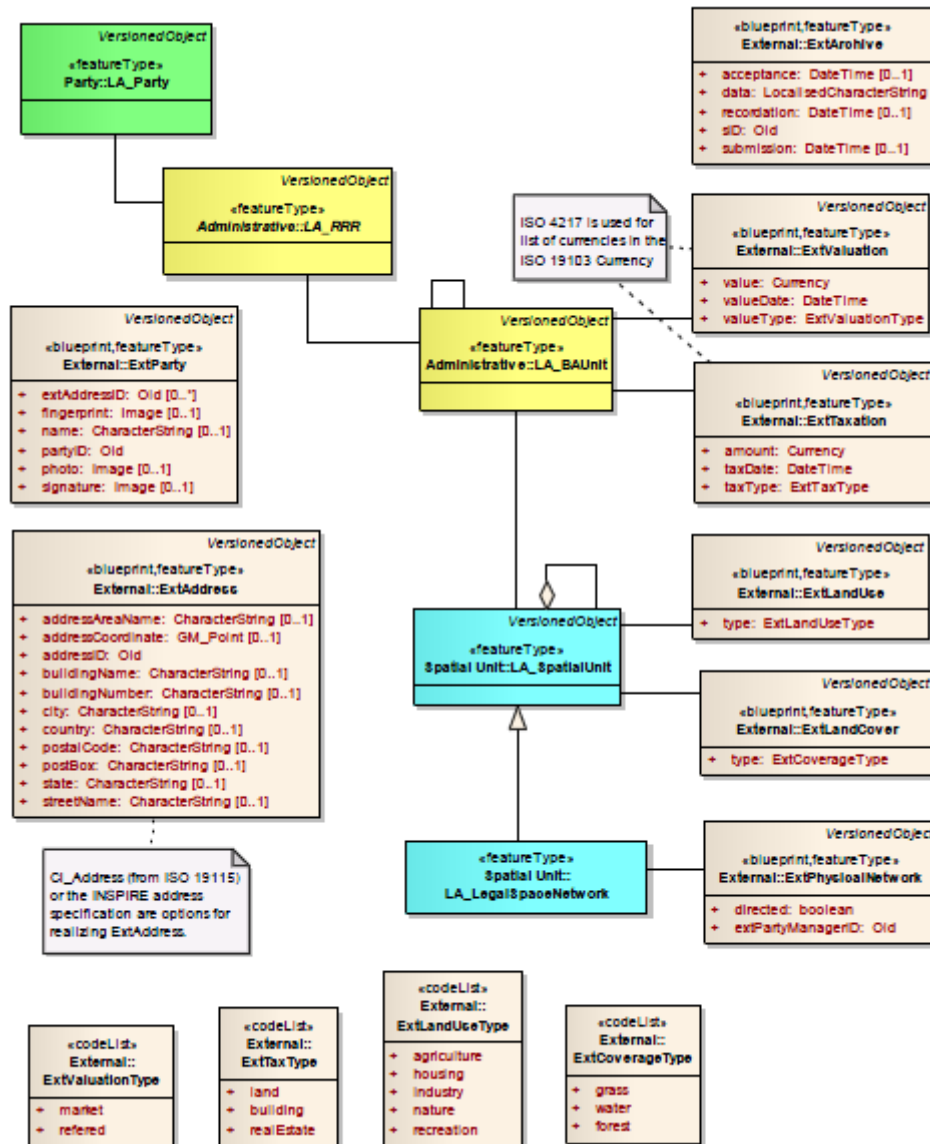 VersionedObject
«featureType»
Party::LA_Party
VersionedObject
«featureType»
Administrative::LA_RRR
VersionedObject
«blueprint,featureType»
External::ExtArchive
+ acceptance: DateTime [0..1]
+ data: LocalisedCharacterString
+ recordation: DateTime [0..1]
+ sID: Oid
+ submission: DateTime [0..1]
ISO 4217 is used for
list of currencies in the
ISO 19103 Currency
VersionedObject
«blueprint,featureType»
External::ExtValuation
+ value: Currency
+ valueDate: DateTime
+ valueType: ExtValuationType
VersionedObject
«featureType»
Administrative::LA_BAUnit
VersionedObject
«blueprint,featureType»
External::ExtParty
+ extAddressID: Oid [0..*]
+ fingerprint: Image [0..1]
+ name: CharacterString [0..1]
+ partyID: Oid
+ photo: Image [0..1]
+ signature: Image [0..1]
VersionedObject
«blueprint,featureType»
External::ExtTaxation
+ amount: Currency
+ taxDate: DateTime
+ taxType: ExtTaxType
VersionedObject
«blueprint,featureType»
External::ExtAddress
+ addressAreaName: CharacterString [0..1]
+ addressCoordinate: GM_Point [0..1]
+ addressID: Oid
+ buildingName: CharacterString [0..1]
+ buildingNumber: CharacterString [0..1]
+ city: CharacterString [0..1]
+ country: CharacterString [0..1]
+ postalCode: CharacterString [0..1]
+ postBox: CharacterString [0..1]
+ state: CharacterString [0..1]
+ streetName: CharacterString [0..1]
VersionedObject
«blueprint,featureType»
External::ExtLandUse
+ type: ExtLandUseType
VersionedObject
«featureType»
Spatial Unit::LA_SpatialUnit
VersionedObject
«blueprint,featureType»
External::ExtLandCover
+ type: ExtCoverageType
CI_Address (from ISO 19115)
or the INSPIRE address
specification are options for
realizing ExtAddress.
«featureType»
Spatial Unit::
LA_LegalSpaceNetwork
VersionedObject
«blueprint,featureType»
External::ExtPhysicalNetwork
+ directed: boolean
+ extPartyManagerID: Oid
«codeList»
External::
ExtValuationType
+ market
+ refered
«codeList»
External::
ExtTaxType
+ land
+ building
+ realEstate
«codeList»
External::
ExtLandUseType
+ agriculture
+ housing
+ industry
+ nature
+ recreation
«codeList»
External::
ExtCoverageType
+ grass
+ water
+ forest